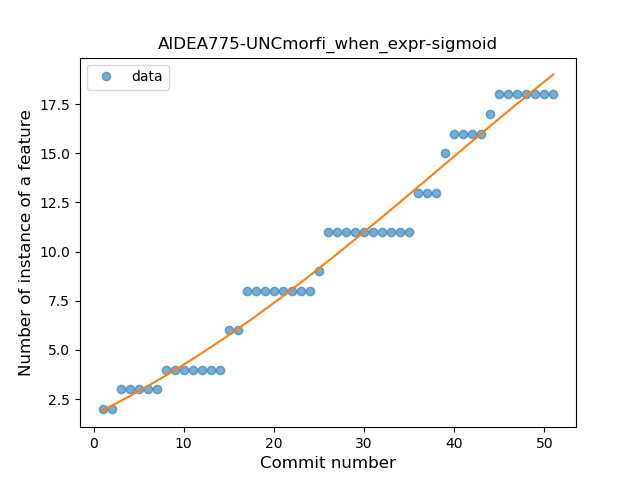 AIDEA775-UNCmorfi_when_expr-sigmoid
data
Number of instance of a feature
17.5
15.0
12.5
10.0
7.5
5.0
2.5
0 10 20 30 40 50
Commit number